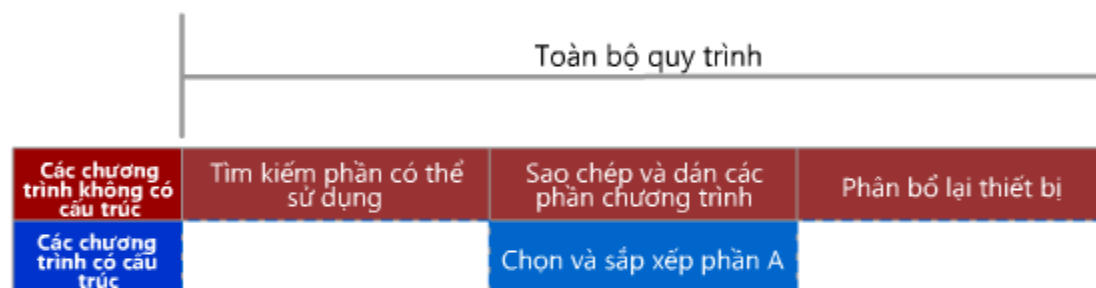 Toàn bộ quy trình
Các chương
trình không có
cấu trúc
Tìm kiếm phần có thể
sử dụng
Sao chép và dán các
phần chương trình
Phân bổ lại thiết bị
Các chương
trình có cấu
trúc
Chọn và sắp xếp phần A